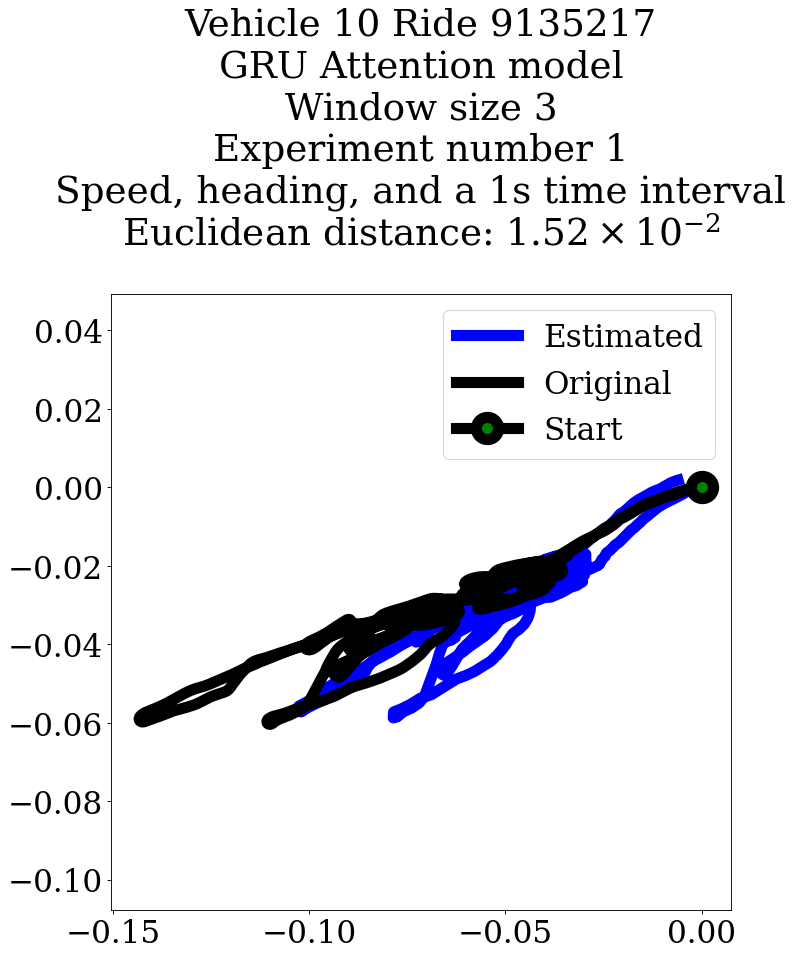 Vehicle 10 Ride 9135217
GRU Attention model
Window size 3
Experiment number 1
Speed, heading, and a 1s time interval
Euclidean distance: 1.52 × 10⁻²
Estimated
Original
Start
0.04
0.02
0.00
−0.02
−0.04
−0.06
−0.08
−0.10
−0.15 −0.10 −0.05 0.00